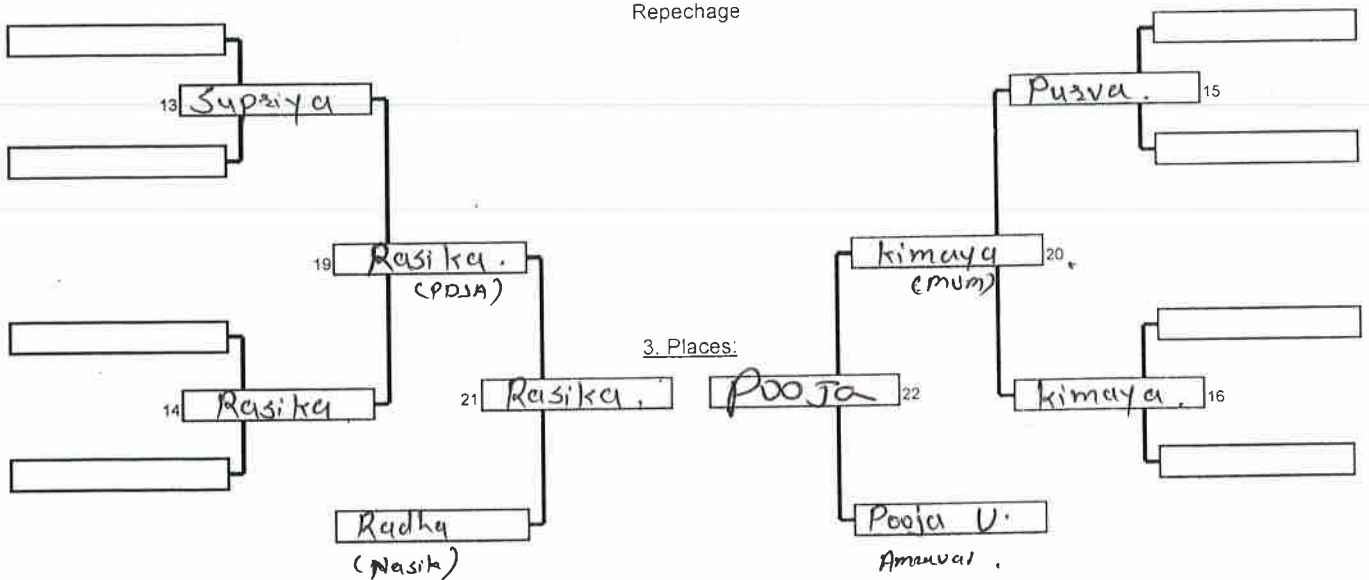 Repechage
13 Supriya
Purva. 15
19 Rasika.
(PDJA)
kimaya 20.
(MUM)
3. Places:
14 Rasika
21 Rasika.
POOJa 22
kimaya. 16
Radha
(Nasik)
Pooja U.